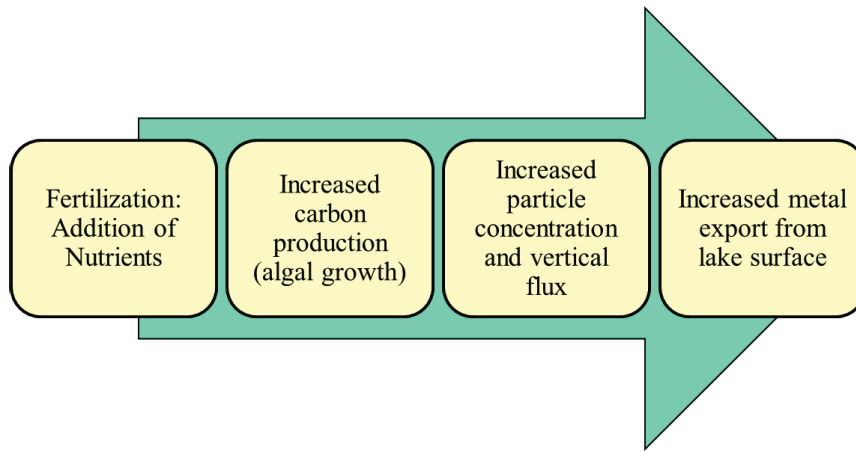 Fertilization:
Addition of
Nutrients
Increased
carbon
production
(algal growth)
Increased
particle
concentration
and vertical
flux
Increased metal
export from
lake surface